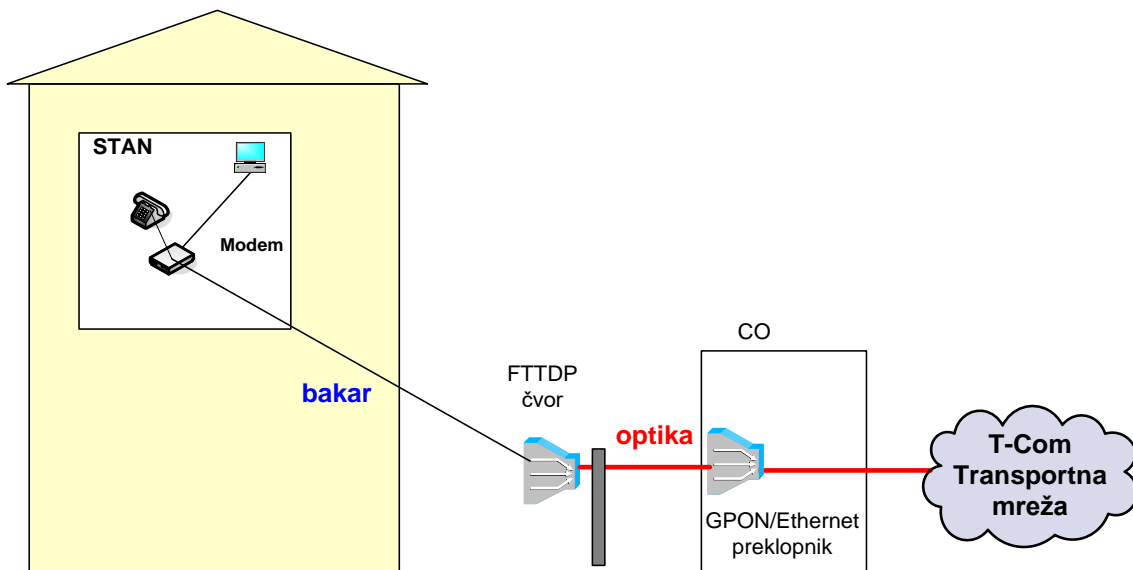 STAN
Modem
bakar
FTTDP
čvor
optika
CO
GPON/Ethernet
preklopnik
T-Com
Transportna
mreža